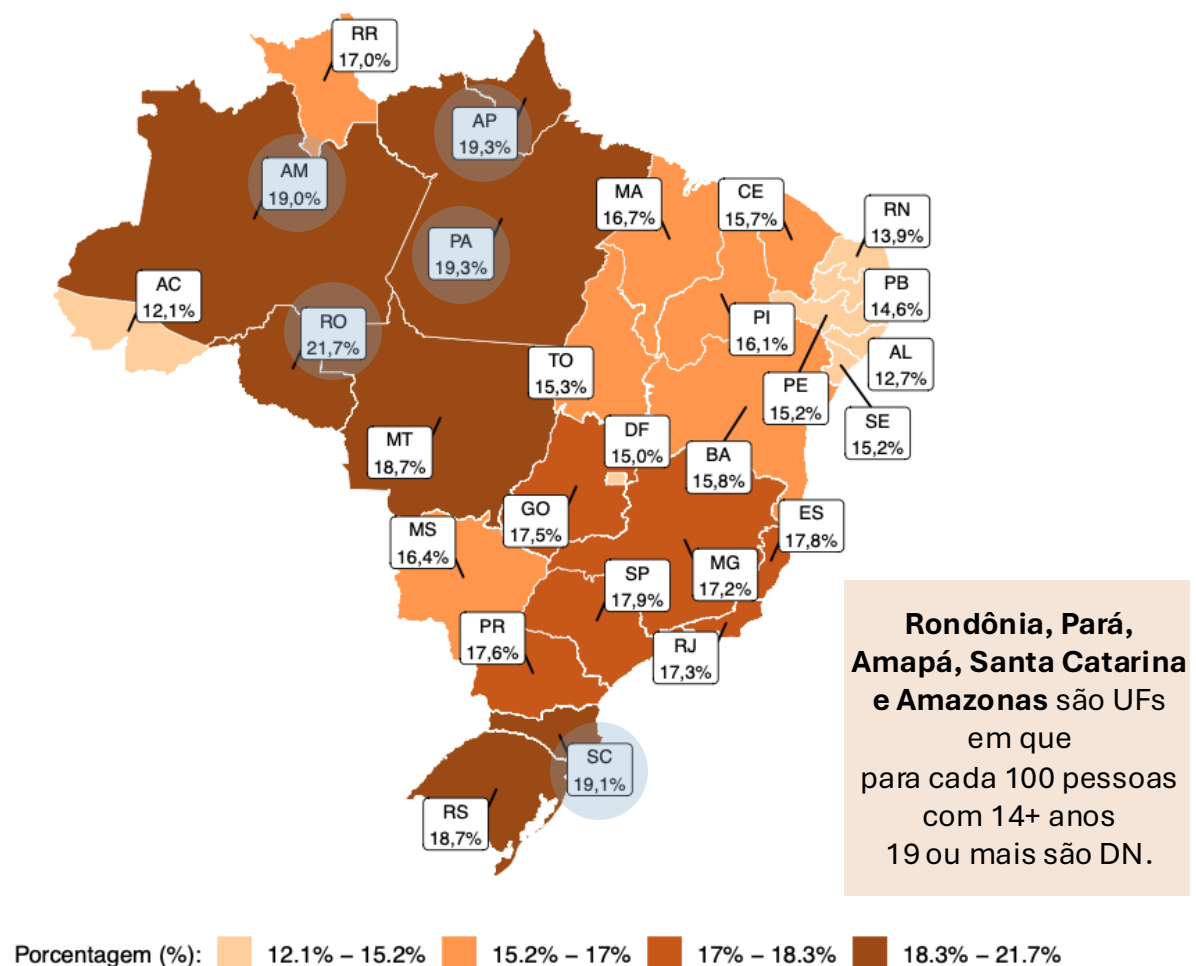 RR
17,0%
AP
19,3%
AM
19,0%
MA
16,7%
CE
15,7%
RN
13,9%
PA
19,3%
AC
12,1%
PB
14,6%
RO
21,7%
PI
16,1%
TO
15,3%
AL
12,7%
PE
15,2%
SE
15,2%
MT
18,7%
DF
15,0%
BA
15,8%
GO
17,5%
ES
17,8%
MS
16,4%
MG
17,2%
SP
17,9%
PR
17,6%
RJ
17,3%
SC
19,1%
RS
18,7%
Rondônia, Pará,
Amapá, Santa Catarina
e Amazonas são UFs
em que
para cada 100 pessoas
com 14+ anos
19 ou mais são DN.
Porcentagem (%): 12.1% – 15.2% 15.2% – 17% 17% – 18.3% 18.3% – 21.7%